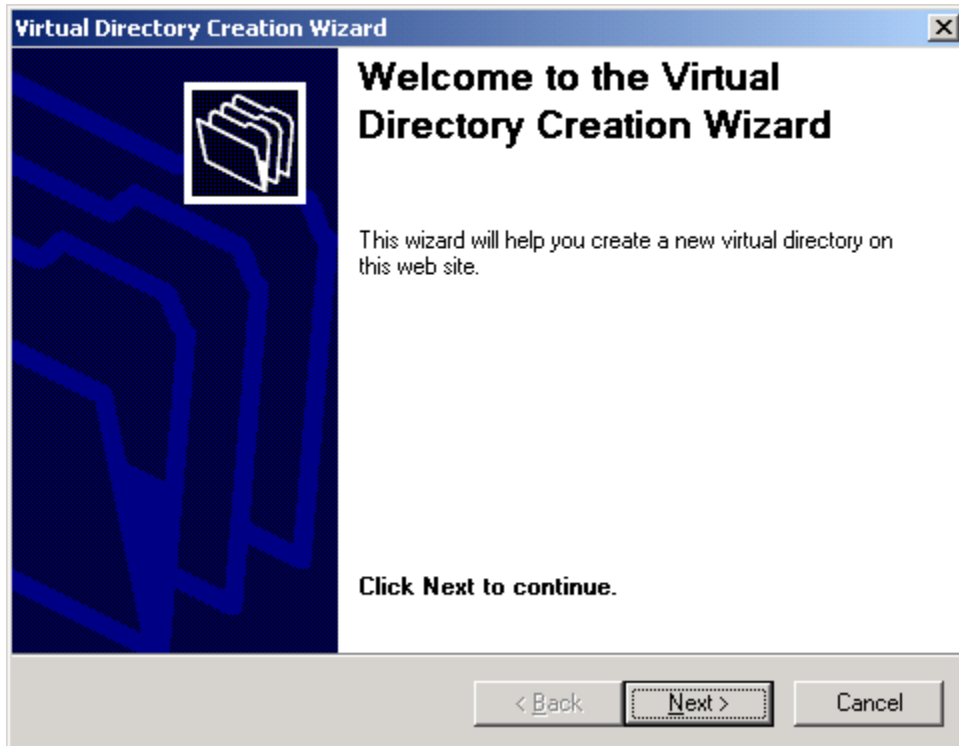 Virtual Directory Creation Wizard
Welcome to the Virtual
Directory Creation Wizard
This wizard will help you create a new virtual directory on
this web site.
Click Next to continue.
< Back
Next >
Cancel